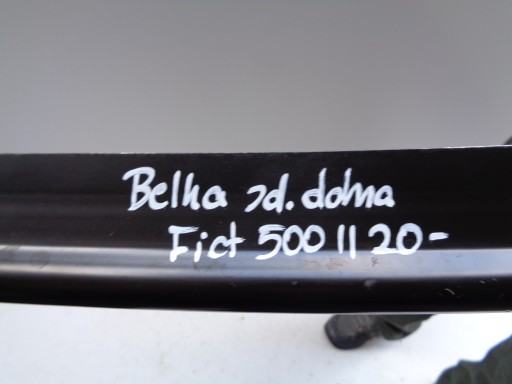 Belka zd. dolna
Fiat 500 II 20-